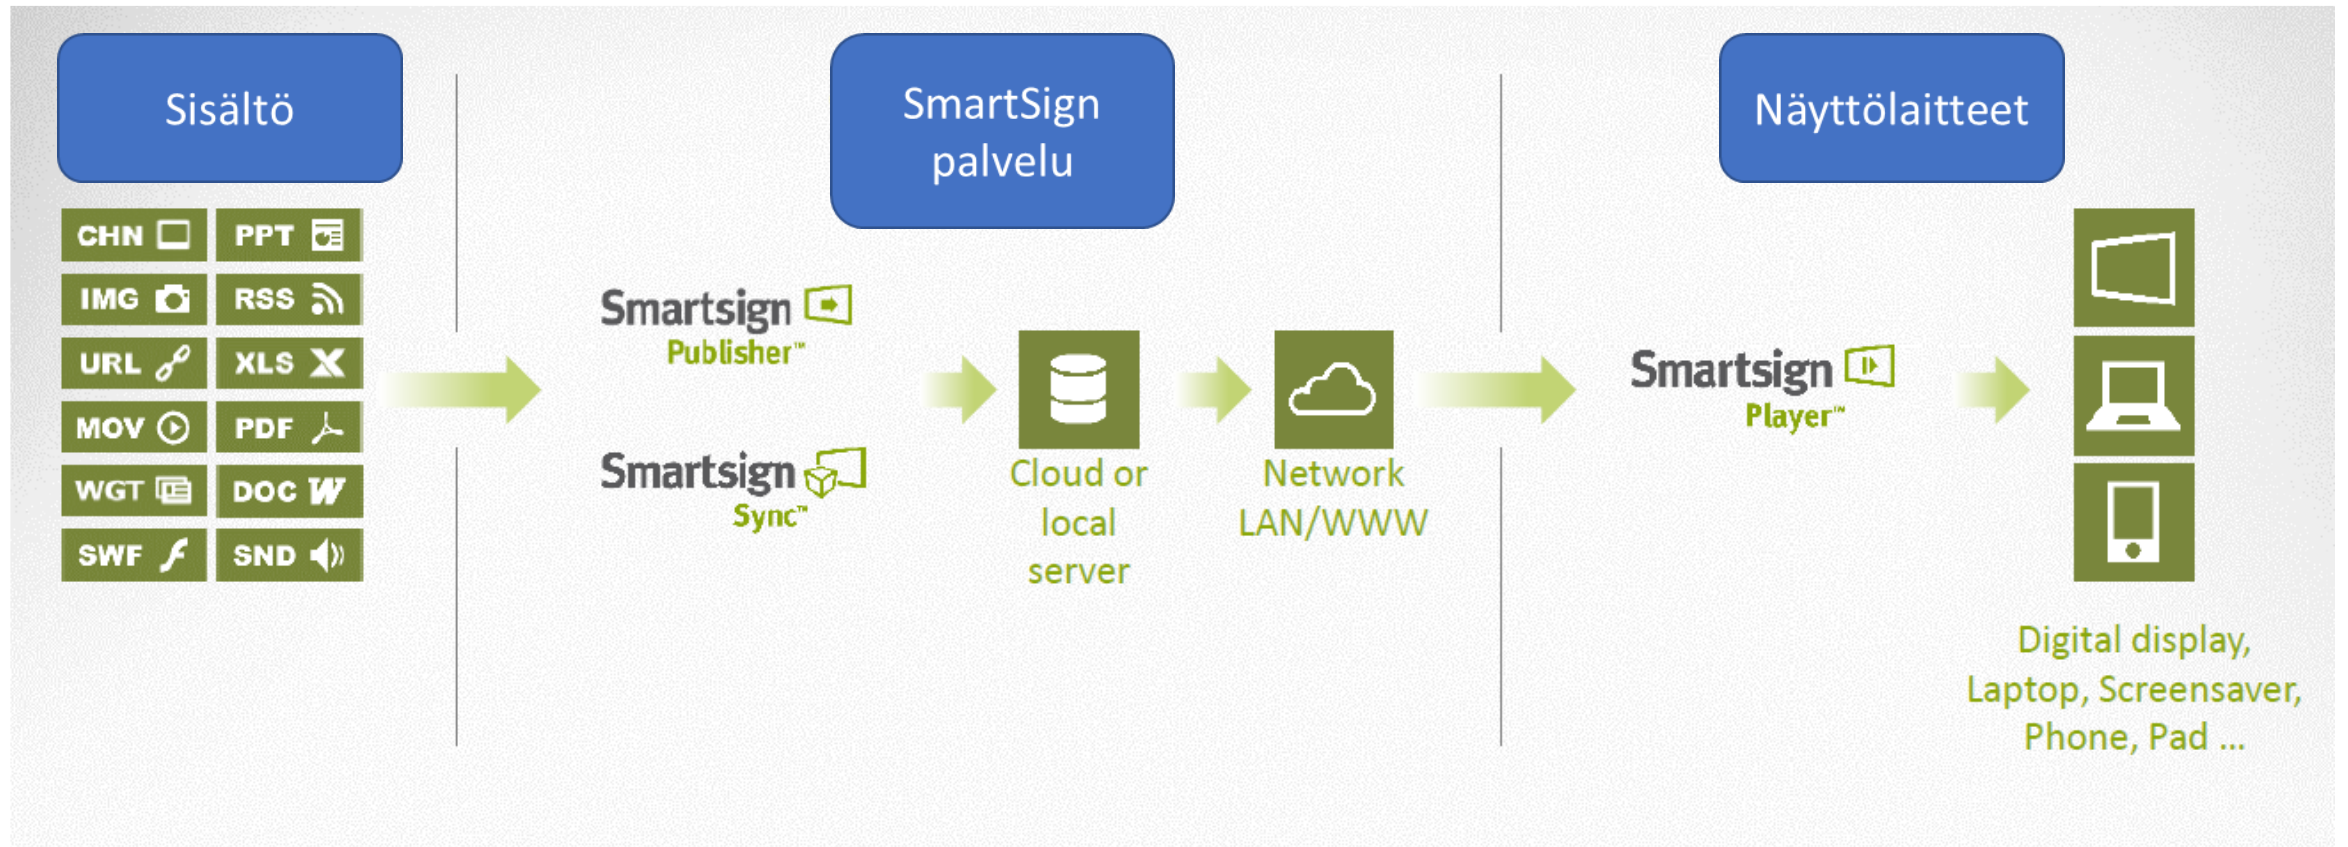 Sisältö
CHN
PPT
IMG
RSS
URL
XLS
MOV
PDF
WGT
DOC
SWF
SND
SmartSign
palvelu
Smartsign
Publisher™
Smartsign
Sync™
Cloud or
local
server
Network
LAN/WWW
Näyttölaitteet
Smartsign
Player™
Digital display,
Laptop, Screensaver,
Phone, Pad ...